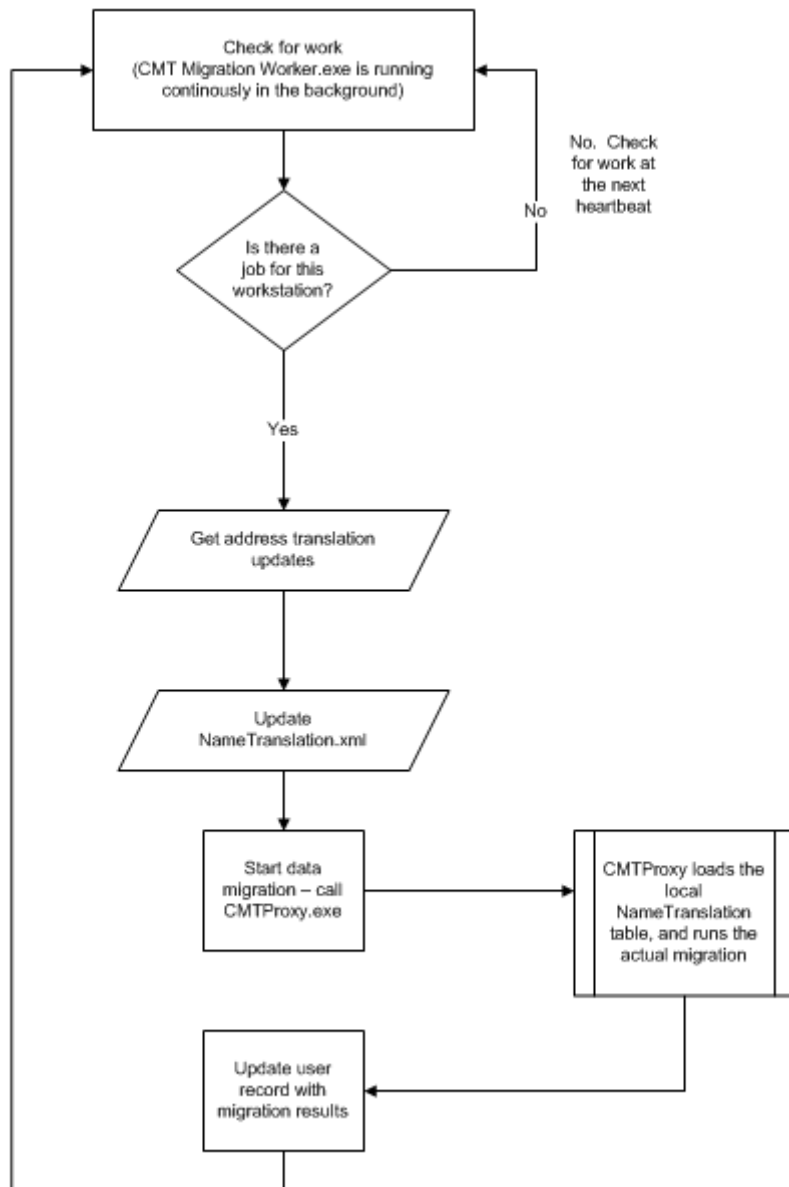 Check for work
(CMT Migration Worker.exe is running
continously in the background)
No. Check
for work at
the next
heartbeat
No
Is there a
job for this
workstation?
Yes
Get address translation
updates
Update
NameTranslation.xml
Start data
migration – call
CMTProxy.exe
CMTProxy loads the
local
NameTranslation
table, and runs the
actual migration
Update user
record with
migration results